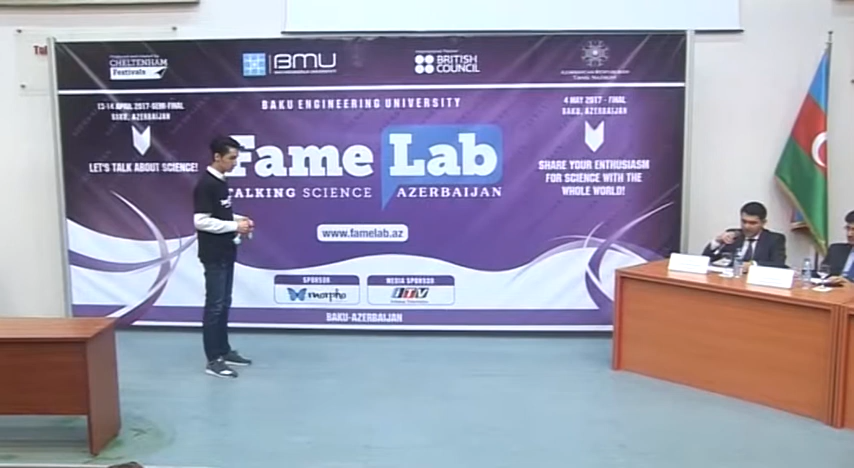 CHELTENHAM
Festivals
BMU
BRITISH
COUNCIL
13-14 APRIL 2017-SEMI-FINAL
BAKU, AZERBAIJAN
BAKU ENGINEERING UNIVERSITY
4 MAY 2017 - FINAL
BAKU, AZERBAIJAN
LET'S TALK ABOUT SCIENCE!
Fame Lab
TALKING SCIENCE
AZERBAIJAN
SHARE YOUR ENTHUSIASM
FOR SCIENCE WITH THE
WHOLE WORLD!
www.famelab.az
SPONSOR
morpho
MEDIA SPONSOR
İTV
BAKU-AZERBAIJAN